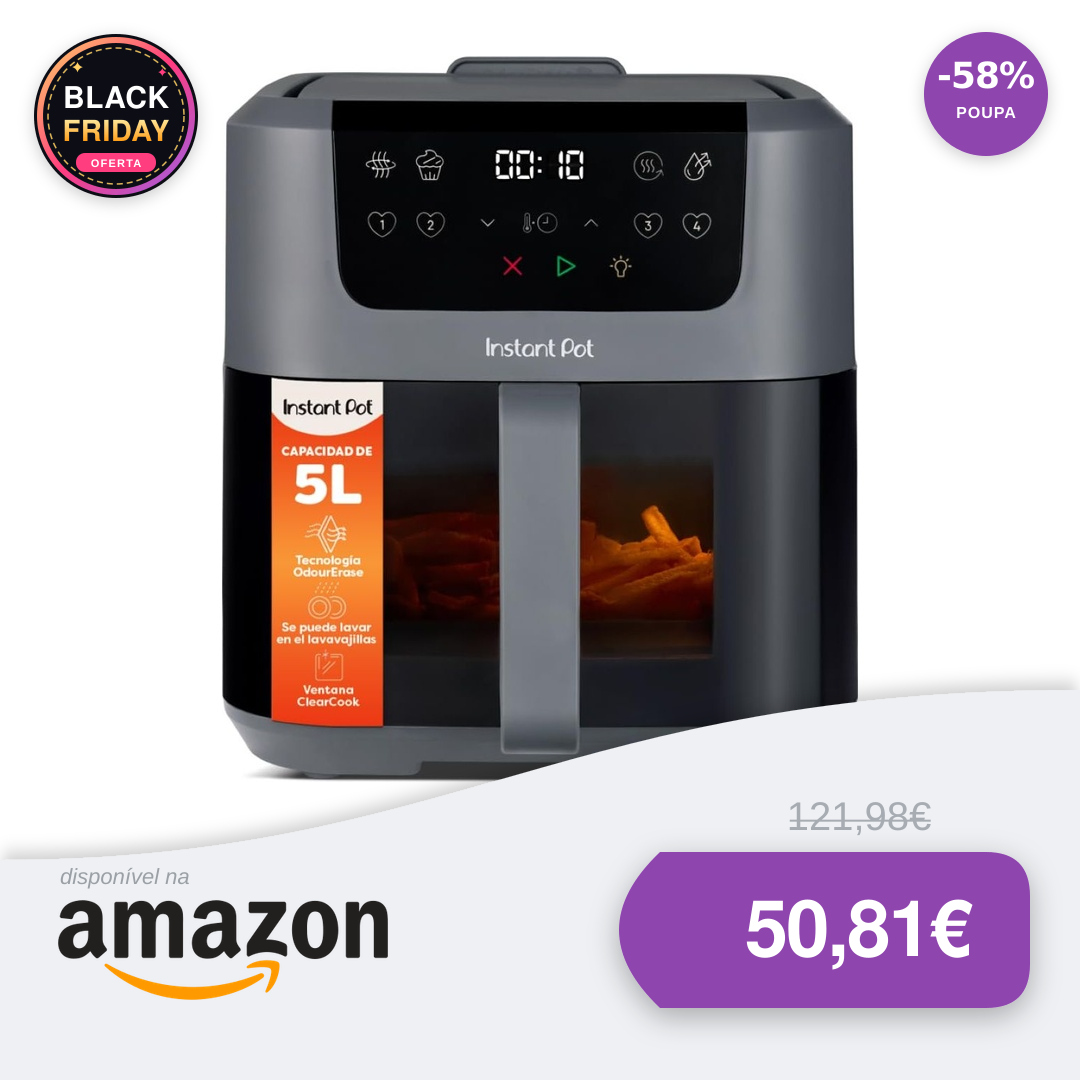 BLACK
FRIDAY
OFERTA
-58%
POUPA
00:10
1
2
3
4
Instant Pot
Instant Pot
CAPACIDAD DE
5L
Tecnología
OdourErase
Se puede lavar
en el lavavajillas
Ventana
ClearCook
121,98€
50,81€
disponível na
amazon